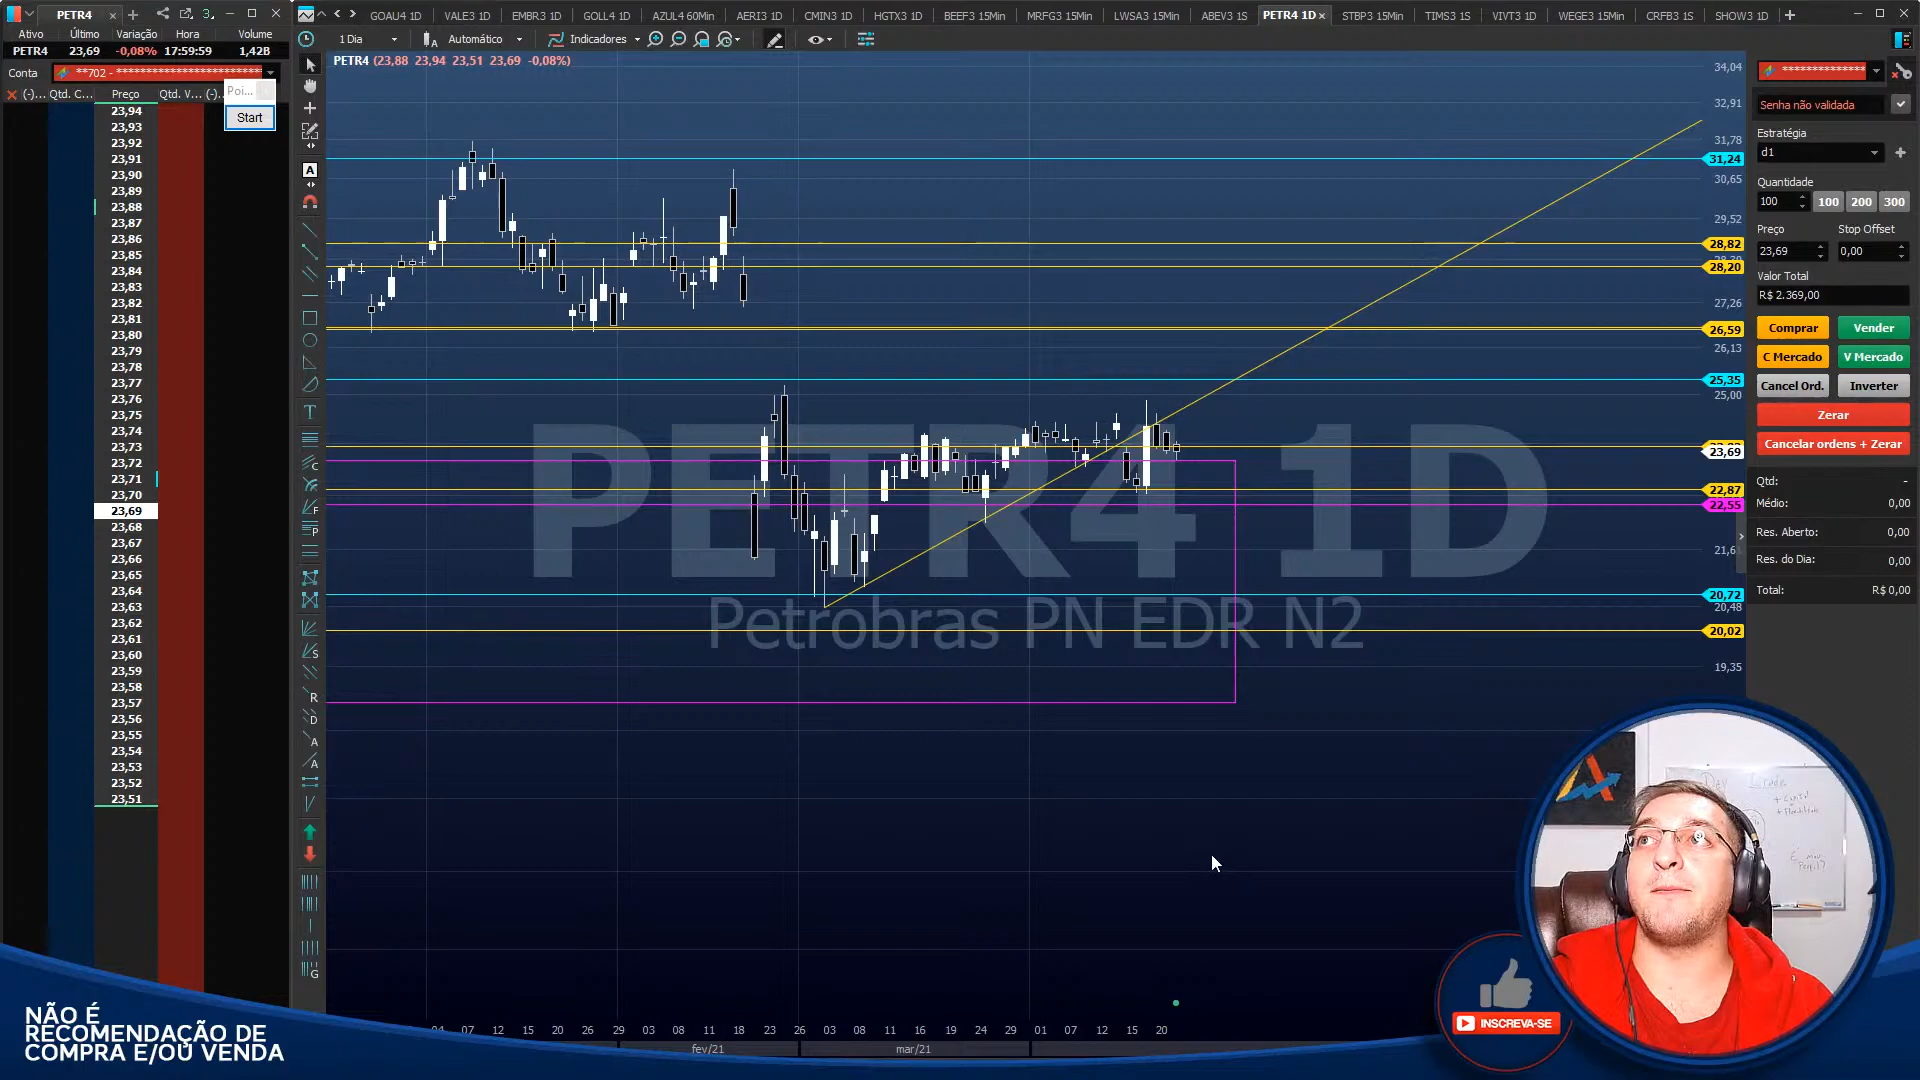 PETR4
3.
Ativo Último Variação Hora Volume
PETR4 23,69 -0,08% 17:59:59 1,42B
Conta **702 - **************************
(-)... Qtd. C... Preço Qtd. V... (-)...
Poi...
Start
23,94
23,93
23,92
23,91
23,90
23,89
23,88
23,87
23,86
23,85
23,84
23,83
23,82
23,81
23,80
23,79
23,78
23,77
23,76
23,75
23,74
23,73
23,72
23,71
23,70
23,69
23,68
23,67
23,66
23,65
23,64
23,63
23,62
23,61
23,60
23,59
23,58
23,57
23,56
23,55
23,54
23,53
23,52
23,51
GOAU4 1D VALE3 1D EMBR3 1D GOLL4 1D AZUL4 60Min AERI3 1D CMIN3 1D HGTX3 1D BEEF3 15Min MRFG3 15Min LWSA3 15Min ABEV3 1S PETR4 1D STBP3 15Min TIMS3 1S VIVT3 1D WEGE3 15Min CRFB3 1S SHOW3 1D
1 Dia Automático Indicadores
PETR4 (23,88 23,94 23,51 23,69 -0,08%)
PETR4 1D
Petrobras PN EDR N2
34,04
32,91
31,78
31,24
30,65
29,52
28,82
28,20
27,26
26,59
26,13
25,35
25,00
23,69
22,87
22,55
20,72
20,48
20,02
19,35
07 12 15 20 26 29 03 08 11 18 23 26 03 08 11 16 19 24 29 01 07 12 15 20
fev/21 mar/21
***************
Senha não validada
Estratégia
d1
Quantidade
100 100 200 300
Preço Stop Offset
23,69 0,00
Valor Total
R$ 2.369,00
Comprar Vender
C Mercado V Mercado
Cancel Ord. Inverter
Zerar
Cancelar ordens + Zerar
Qtd: -
Médio: 0,00
Res. Aberto: 0,00
Res. do Dia: 0,00
Total: R$ 0,00
INSCREVA-SE
NÃO É
RECOMENDAÇÃO DE
COMPRA E/OU VENDA